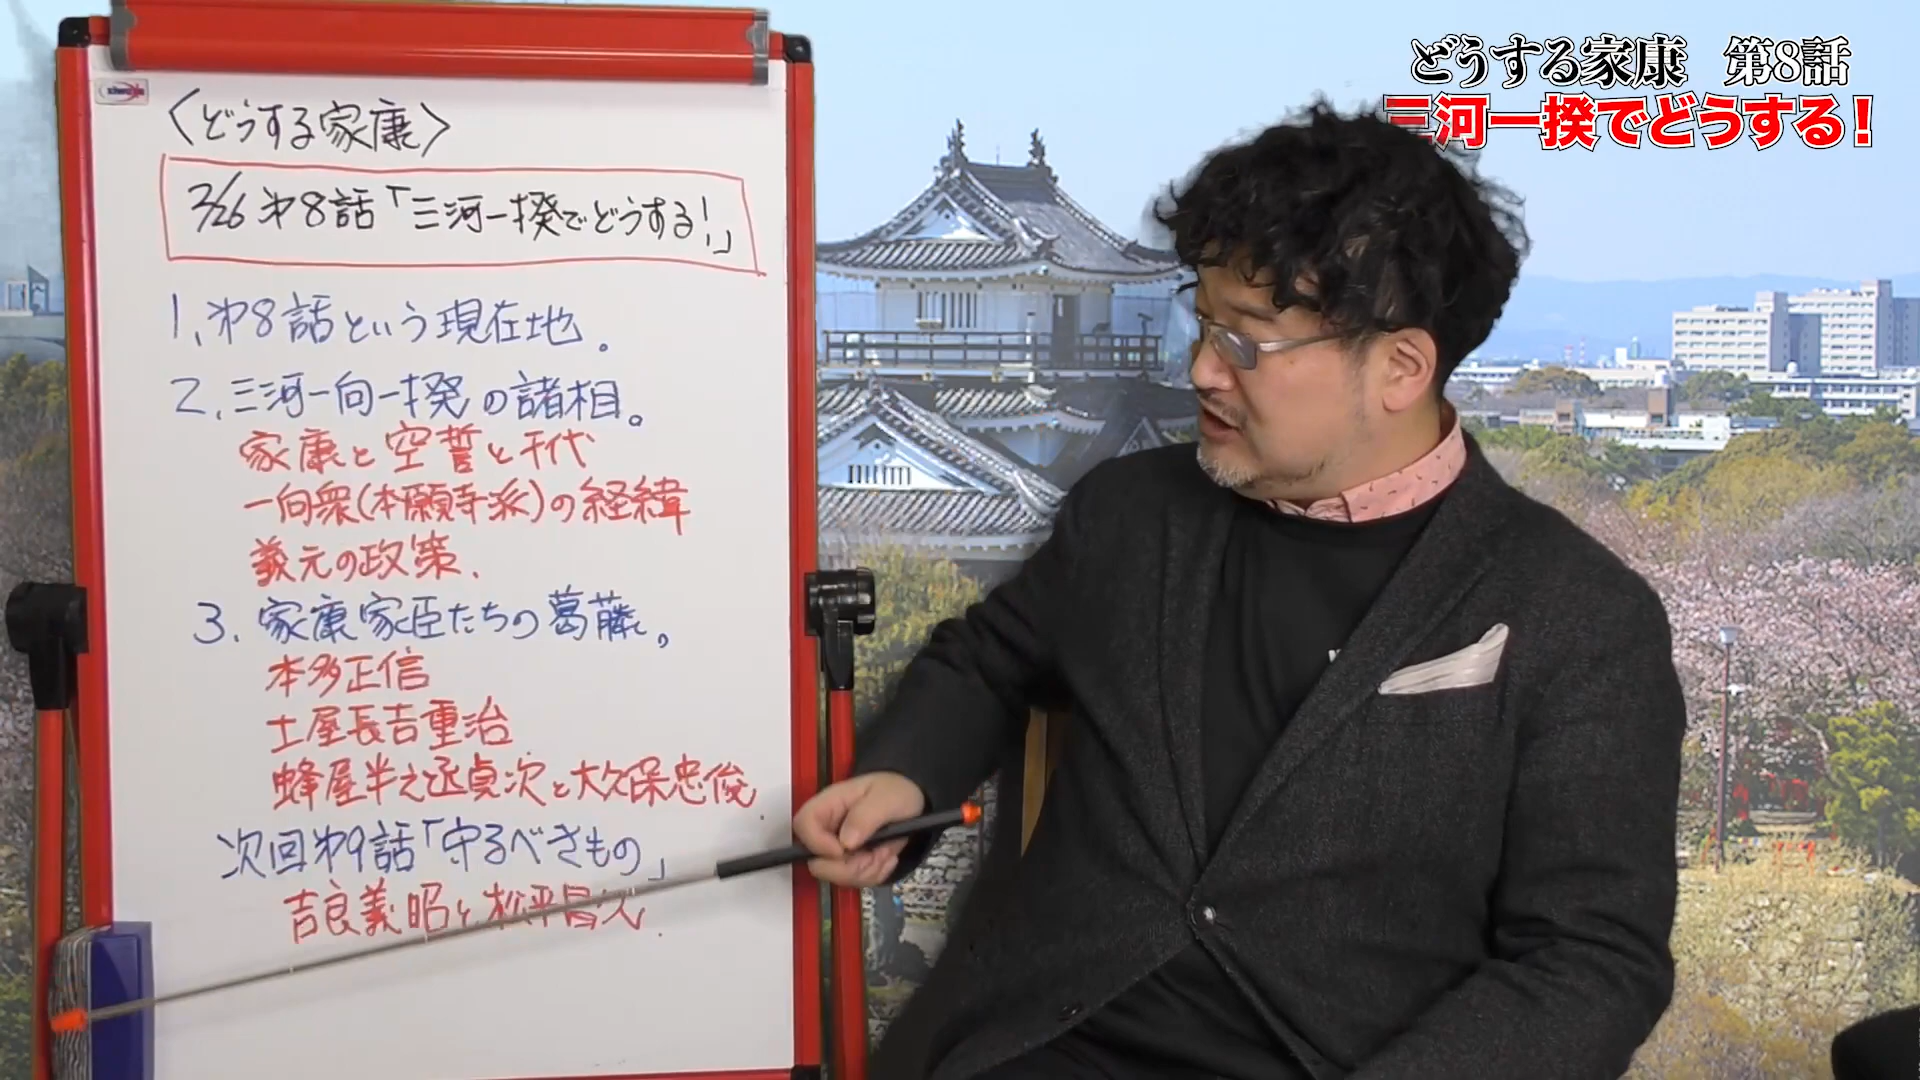 どうする家康 第8話
三河一揆でどうする!
〈どうする家康〉
2/26 第8話「三河一揆でどうする!」
1、第8話という現在地。
2、三河一向一揆の諸相。
家康と空誓と千代
一向衆(本願寺派)の経緯
義元の政策、
3、家康家臣たちの葛藤。
本多正信
土屋長吉重治
蜂屋半之丞貞次と大久保忠俊
次回第9話「守るべきもの」
吉良義昭と松平昌久